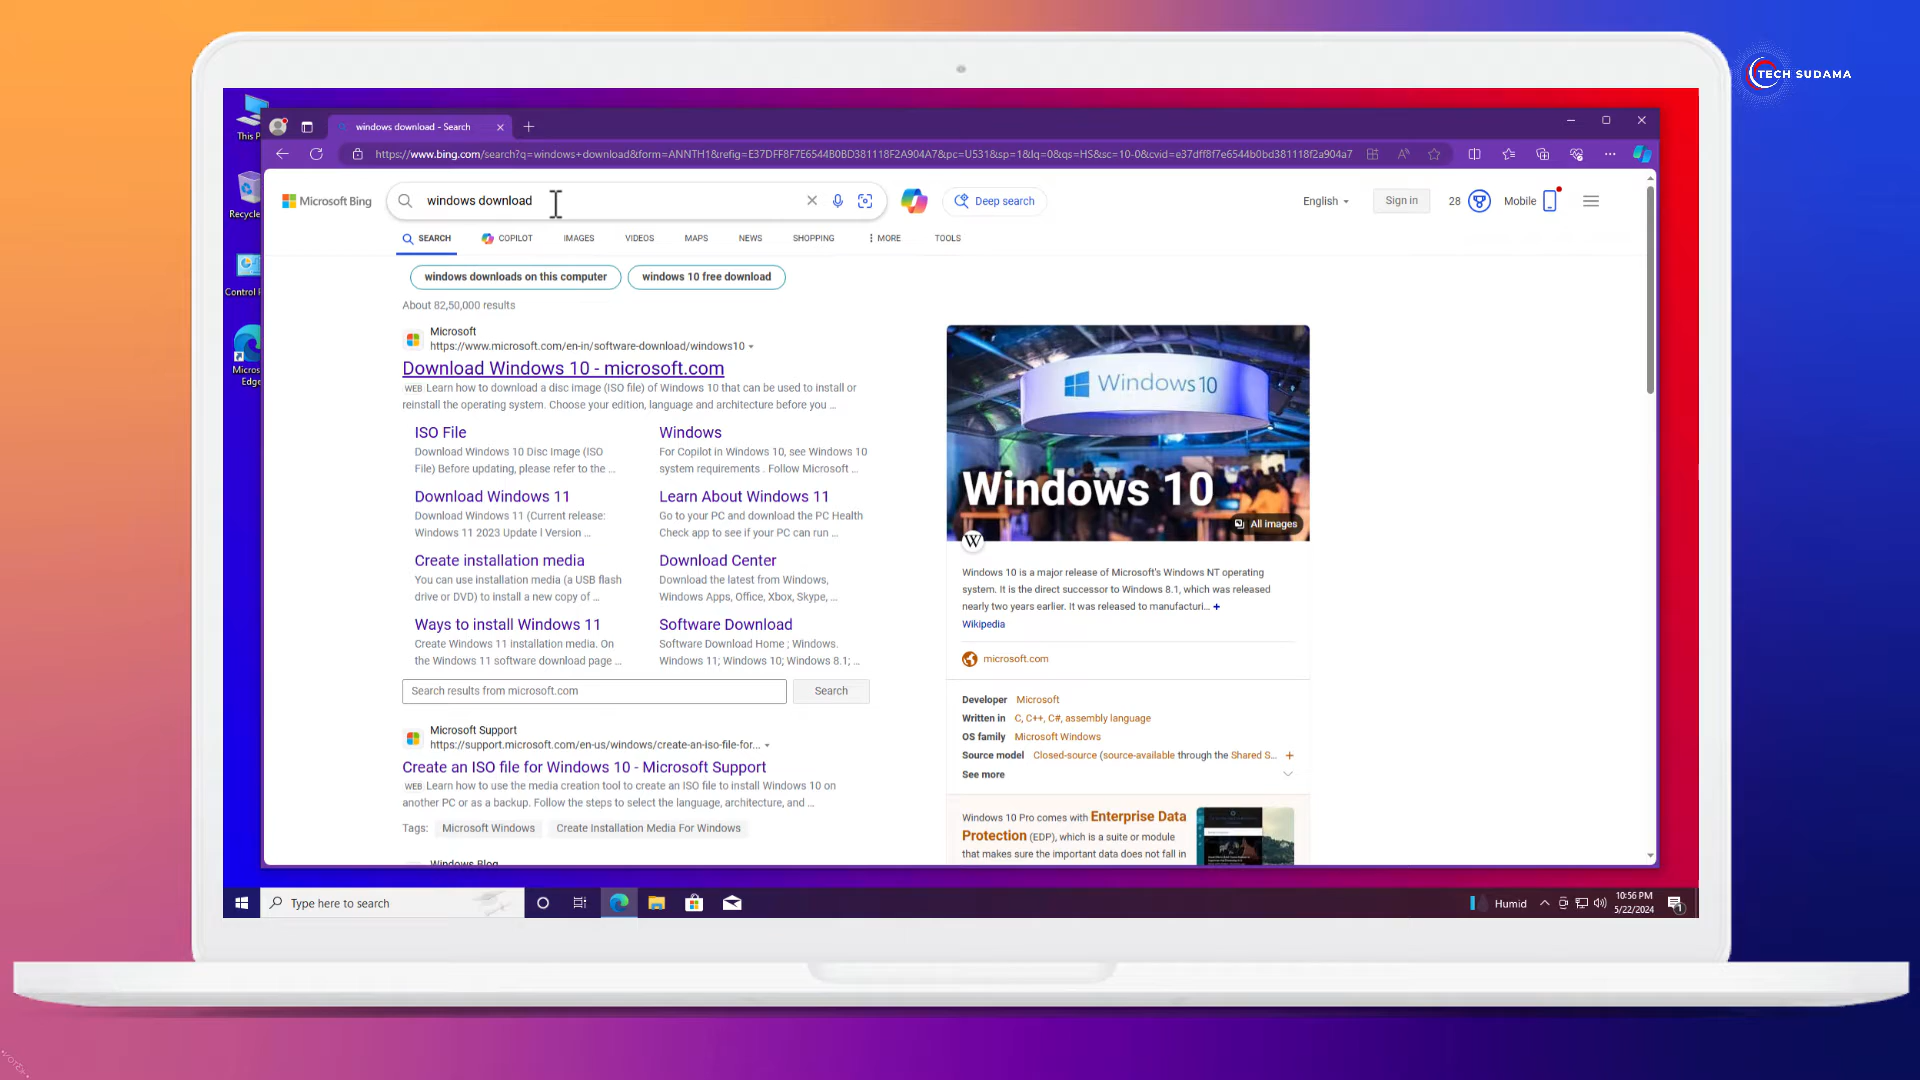 TECH SUDAMA
This P
Recycle
Control P
Micros
Edge
windows download - Search
https://www.bing.com/search?q=windows+download&form=ANNTH1&refig=E37DFF8F7E6544B0BD381118F2A904A7&pc=U531&sp=1&lq=0&qs=HS&sc=10-0&cvid=e37dff8f7e6544b0bd381118f2a904a7
Microsoft Bing
windows download
Deep search
English
Sign in
28
Mobile
SEARCH
COPILOT
IMAGES
VIDEOS
MAPS
NEWS
SHOPPING
MORE
TOOLS
windows downloads on this computer
windows 10 free download
About 82,50,000 results
Microsoft
https://www.microsoft.com/en-in/software-download/windows10
Download Windows 10 - microsoft.com
WEB Learn how to download a disc image (ISO file) of Windows 10 that can be used to install or
reinstall the operating system. Choose your edition, language and architecture before you ...
ISO File
Download Windows 10 Disc Image (ISO
File) Before updating, please refer to the ...
Windows
For Copilot in Windows 10, see Windows 10
system requirements . Follow Microsoft ...
Download Windows 11
Download Windows 11 (Current release:
Windows 11 2023 Update l Version ...
Learn About Windows 11
Go to your PC and download the PC Health
Check app to see if your PC can run ...
Create installation media
You can use installation media (a USB flash
drive or DVD) to install a new copy of ...
Download Center
Download the latest from Windows,
Windows Apps, Office, Xbox, Skype, ...
Ways to install Windows 11
Create Windows 11 installation media. On
the Windows 11 software download page ...
Software Download
Software Download Home ; Windows.
Windows 11; Windows 10; Windows 8.1; ...
Search results from microsoft.com
Search
Microsoft Support
https://support.microsoft.com/en-us/windows/create-an-iso-file-for...
Create an ISO file for Windows 10 - Microsoft Support
WEB Learn how to use the media creation tool to create an ISO file to install Windows 10 on
another PC or as a backup. Follow the steps to select the language, architecture, and ...
Tags: Microsoft Windows Create Installation Media For Windows
Windows Blog
Windows 10
Windows 10
All images
W
Windows 10 is a major release of Microsoft's Windows NT operating
system. It is the direct successor to Windows 8.1, which was released
nearly two years earlier. It was released to manufacturi... +
Wikipedia
microsoft.com
Developer Microsoft
Written in C, C++, C#, assembly language
OS family Microsoft Windows
Source model Closed-source (source-available through the Shared S... +
See more
Windows 10 Pro comes with Enterprise Data
Protection (EDP), which is a suite or module
that makes sure the important data does not fall in
Type here to search
Humid
10:56 PM
5/22/2024
1